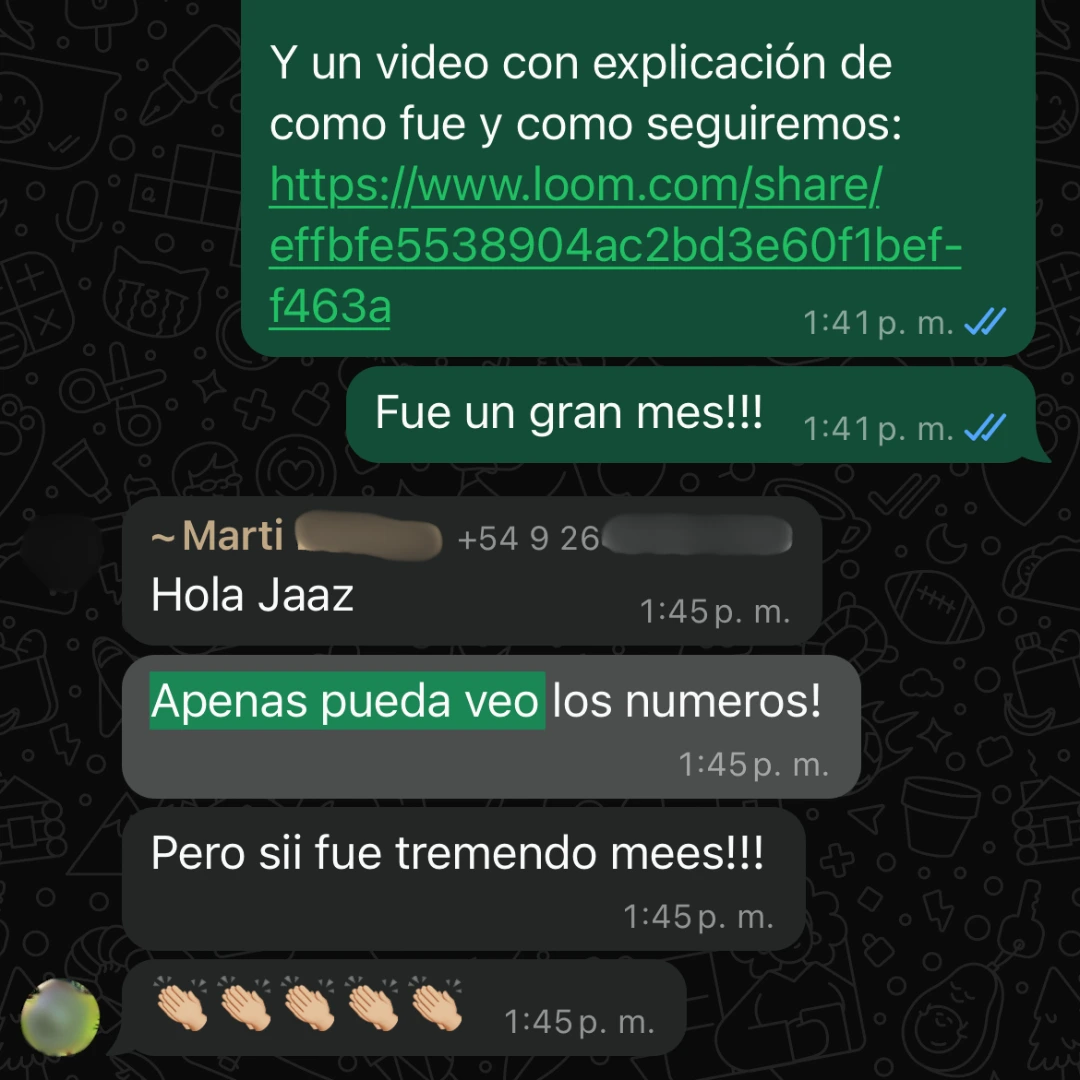 Y un video con explicación de
como fue y como seguiremos:
https://www.loom.com/share/
effbfe5538904ac2bd3e60f1bef-
f463a
1:41 p. m.
Fue un gran mes!!!
1:41 p. m.
~Marti
+54 9 26
Hola Jaaz
1:45 p. m.
Apenas pueda veo los numeros!
1:45 p. m.
Pero sii fue tremendo mees!!!
1:45 p. m.
👏🏼👏🏼👏🏼👏🏼👏🏼
1:45 p. m.